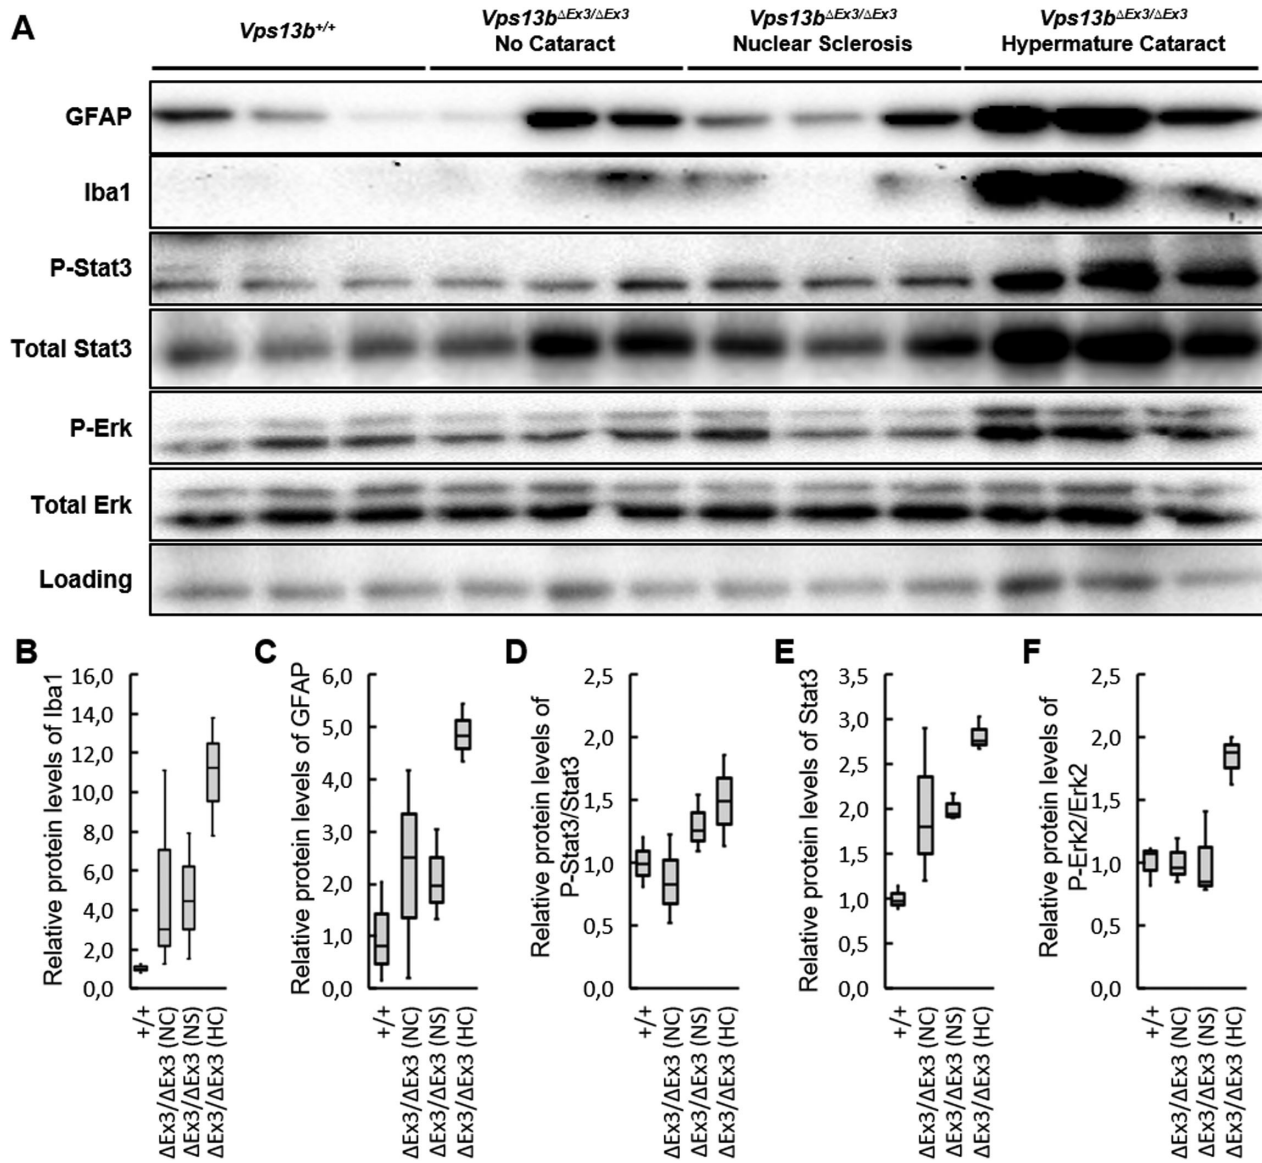 A
Vps13b+/+
Vps13bΔEx3/ΔEx3
No Cataract
Vps13bΔEx3/ΔEx3
Nuclear Sclerosis
Vps13bΔEx3/ΔEx3
Hypermature Cataract
GFAP
Iba1
P-Stat3
Total Stat3
P-Erk
Total Erk
Loading
B
Relative protein levels of Iba1
16,0
14,0
12,0
10,0
8,0
6,0
4,0
2,0
0,0
+/+
ΔEx3/ΔEx3 (NC)
ΔEx3/ΔEx3 (NS)
ΔEx3/ΔEx3 (HC)
C
Relative protein levels of GFAP
6,0
5,0
4,0
3,0
2,0
1,0
0,0
+/+
ΔEx3/ΔEx3 (NC)
ΔEx3/ΔEx3 (NS)
ΔEx3/ΔEx3 (HC)
D
Relative protein levels of
P-Stat3/Stat3
2,5
2,0
1,5
1,0
0,5
0,0
+/+
ΔEx3/ΔEx3 (NC)
ΔEx3/ΔEx3 (NS)
ΔEx3/ΔEx3 (HC)
E
Relative protein levels of Stat3
3,5
3,0
2,5
2,0
1,5
1,0
0,5
0,0
+/+
ΔEx3/ΔEx3 (NC)
ΔEx3/ΔEx3 (NS)
ΔEx3/ΔEx3 (HC)
F
Relative protein levels of
P-Erk2/Erk2
2,5
2,0
1,5
1,0
0,5
0,0
+/+
ΔEx3/ΔEx3 (NC)
ΔEx3/ΔEx3 (NS)
ΔEx3/ΔEx3 (HC)